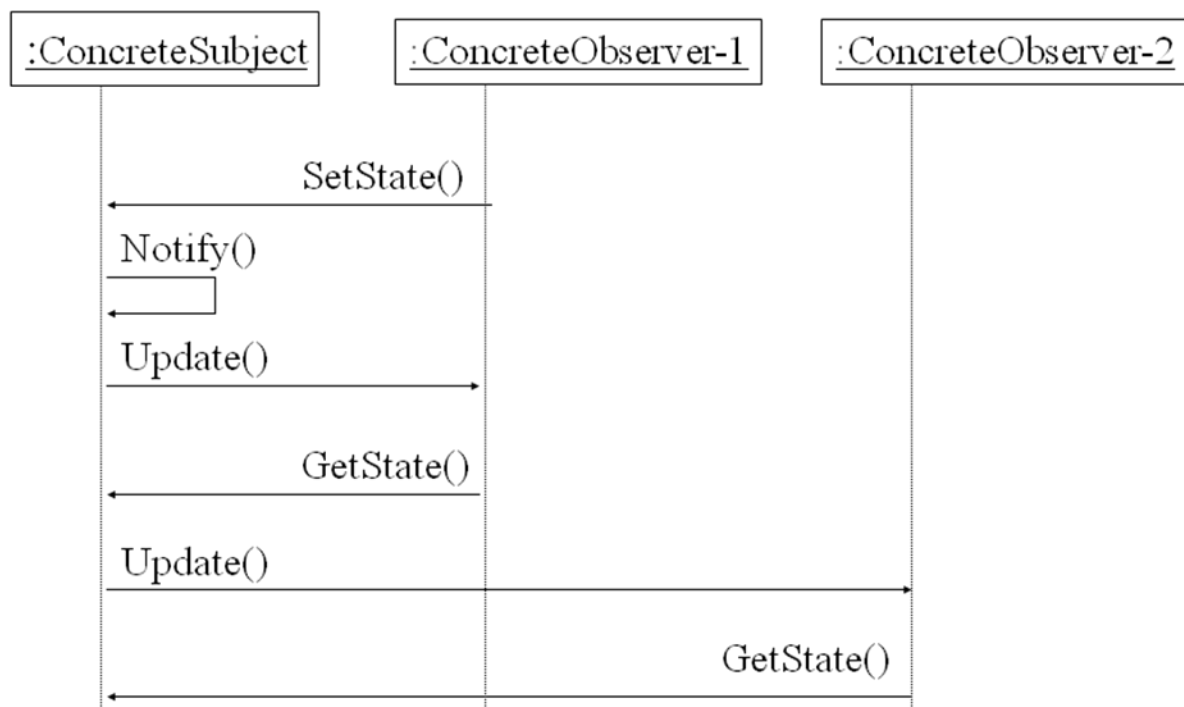 :ConcreteSubject
:ConcreteObserver-1
:ConcreteObserver-2
SetState()
Notify()
Update()
GetState()
Update()
GetState()